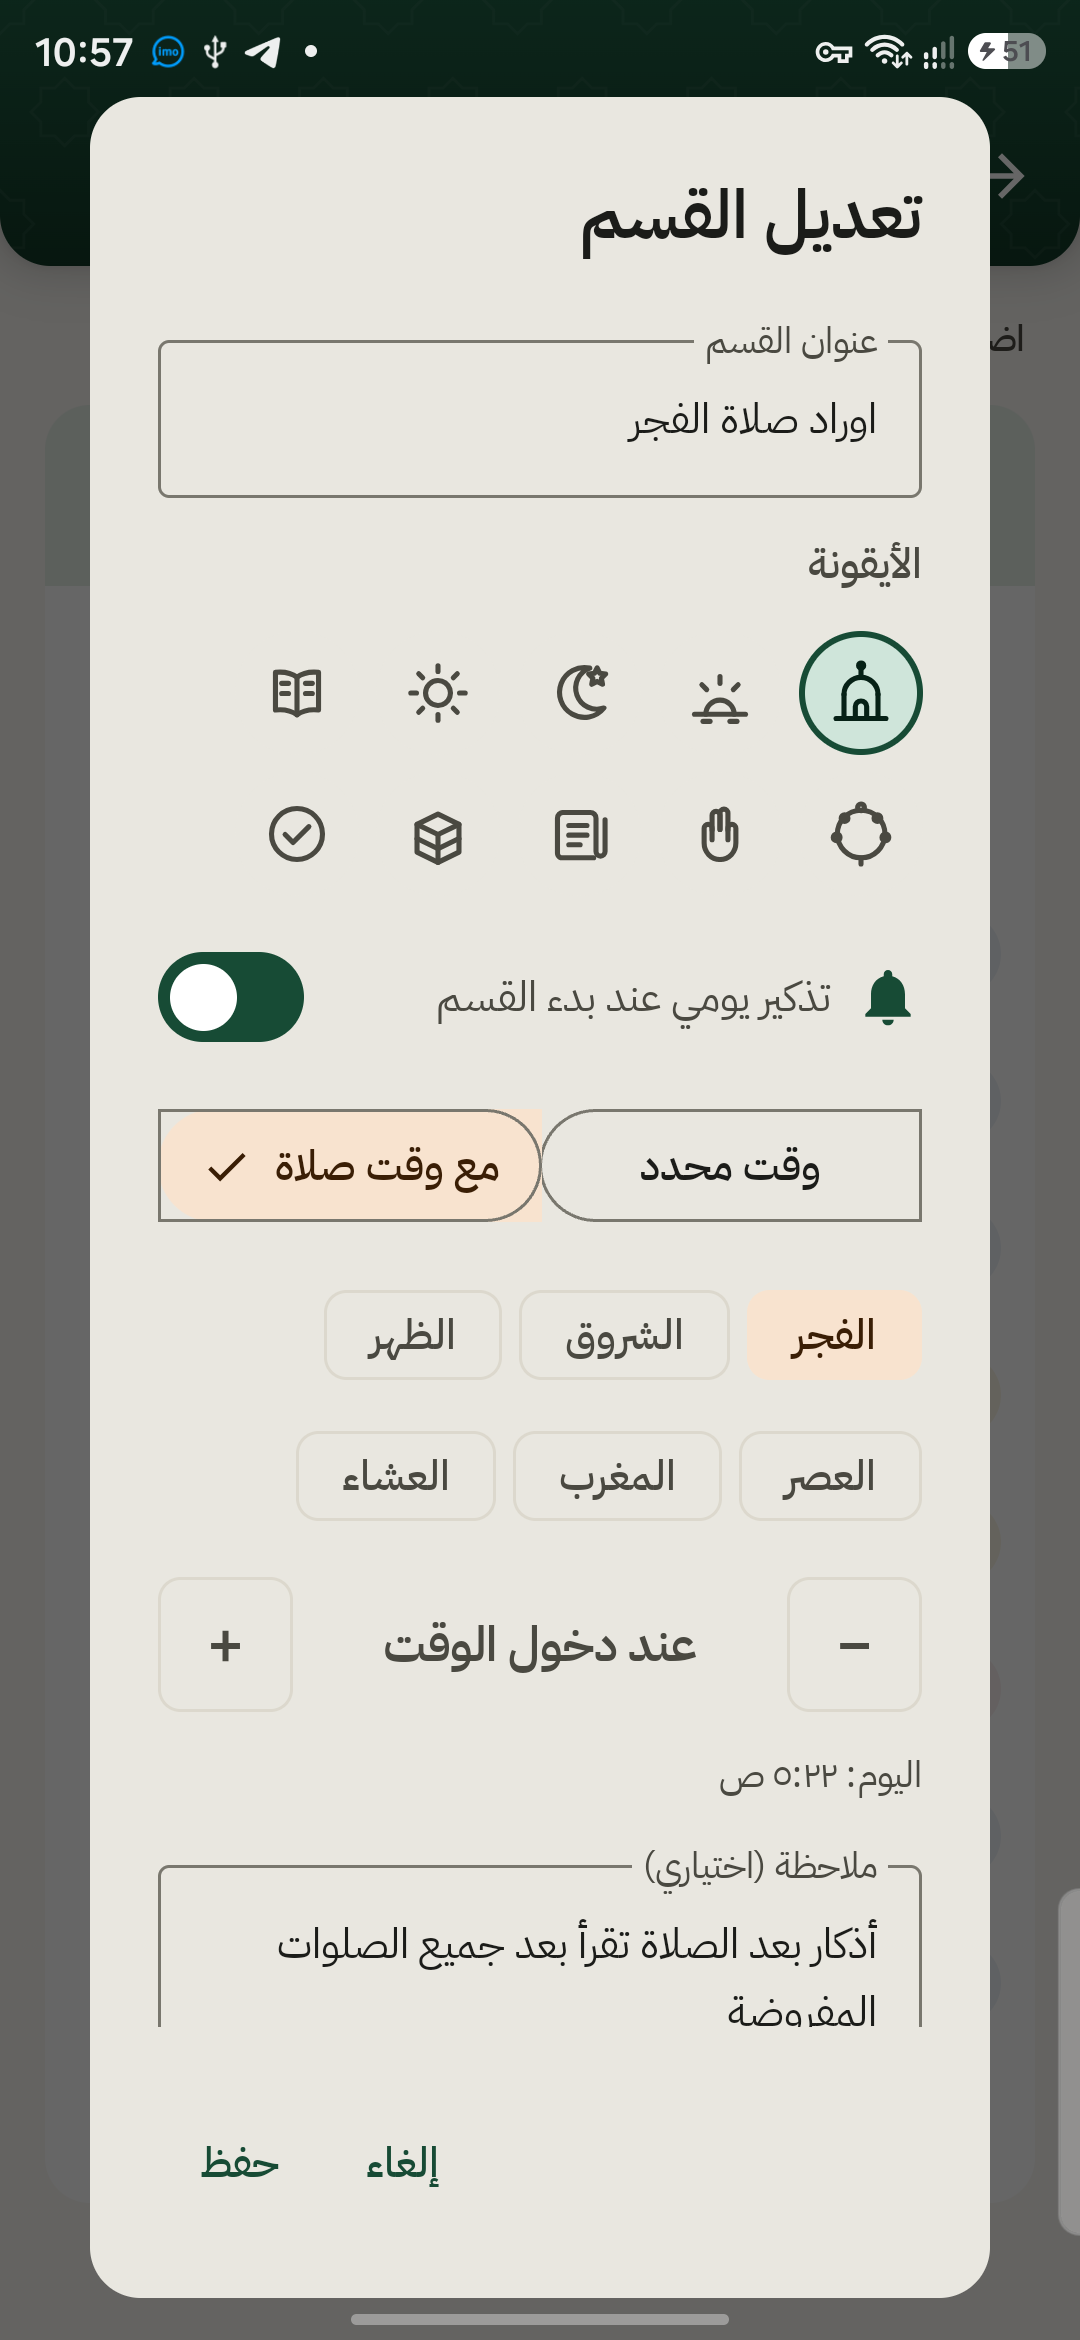 10:57
imo
51
اض
تعديل القسم
عنوان القسم
اوراد صلاة الفجر
الأيقونة
تذكير يومي عند بدء القسم
وقت محدد
مع وقت صلاة
الفجر
الشروق
الظهر
العصر
المغرب
العشاء
−
عند دخول الوقت
+
اليوم: ٥:٢٢ ص
ملاحظة (اختياري)
أذكار بعد الصلاة تقرأ بعد جميع الصلوات
المفروضة
إلغاء
حفظ